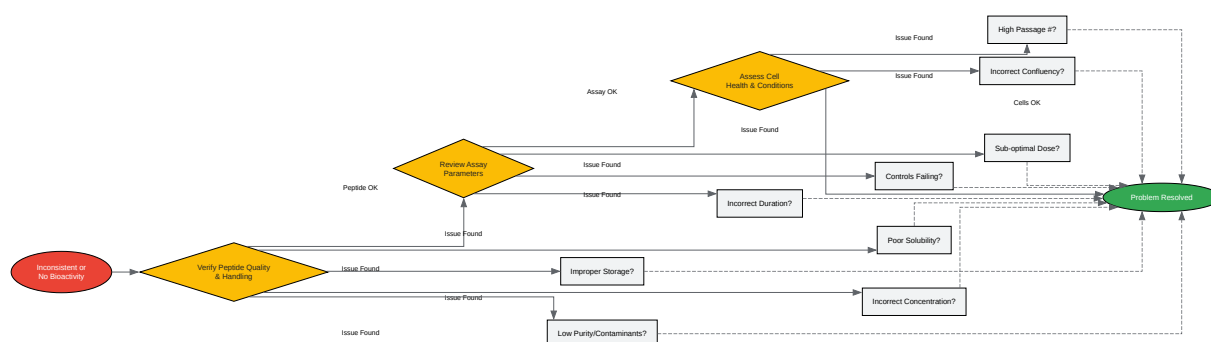 High Passage #?
Issue Found
Incorrect Confluency?
Issue Found
Assess Cell
Health & Conditions
Assay OK
Cells OK
Issue Found
Sub-optimal Dose?
Review Assay
Parameters
Issue Found
Controls Failing?
Peptide OK
Issue Found
Incorrect Duration?
Problem Resolved
Issue Found
Poor Solubility?
Inconsistent or
No Bioactivity
Verify Peptide Quality
& Handling
Issue Found
Improper Storage?
Issue Found
Incorrect Concentration?
Issue Found
Low Purity/Contaminants?